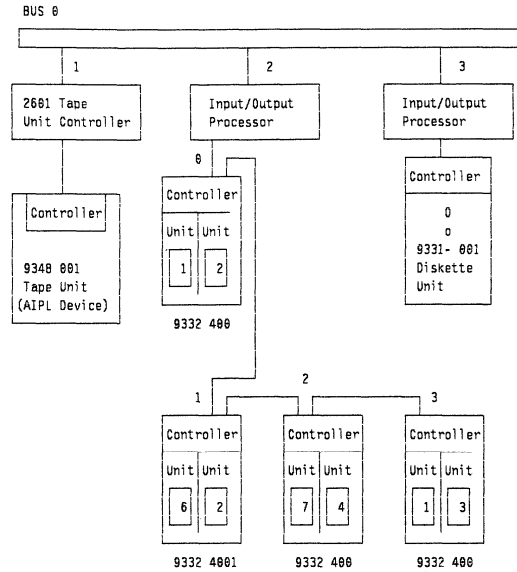 BUS 0
1
2
3
2601 Tape
Unit Controller
Input/Output
Processor
Input/Output
Processor
0
Controller
9348 001
Tape Unit
(AIPL Device)
Controller
Unit Unit
1 2
9332 400
Controller
0
o
9331- 001
Diskette
Unit
1
2
3
Controller
Unit Unit
6 2
9332 4001
Controller
Unit Unit
7 4
9332 400
Controller
Unit Unit
1 3
9332 400